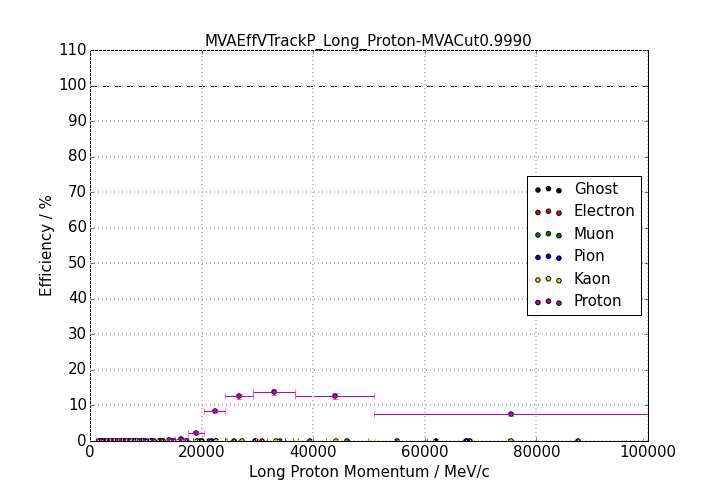 MVAEffVTrackP_Long_Proton-MVACut0.9990
110
100
90
80
70
60
50
40
30
20
10
0
Efficiency / %
Ghost
Electron
Muon
Pion
Kaon
Proton
0 20000 40000 60000 80000 100000
Long Proton Momentum / MeV/c